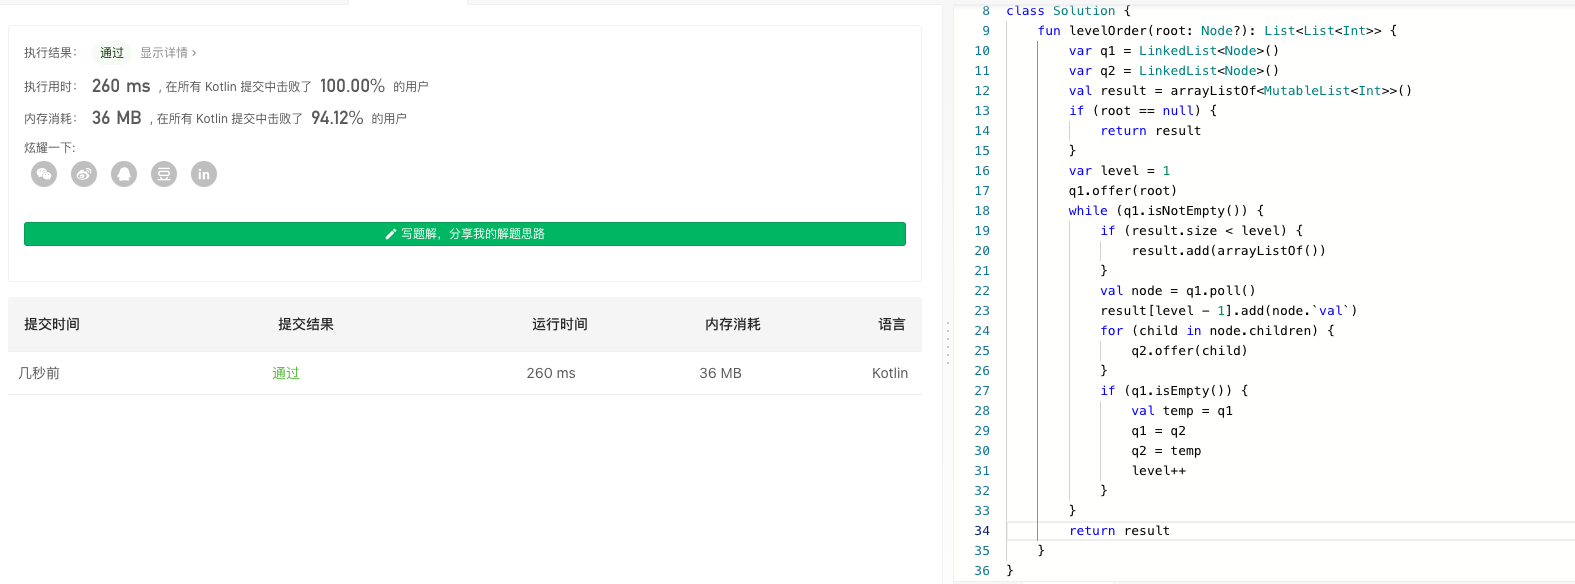 执行结果： 通过 显示详情 ›
执行用时： 260 ms , 在所有 Kotlin 提交中击败了 100.00% 的用户
内存消耗： 36 MB , 在所有 Kotlin 提交中击败了 94.12% 的用户
炫耀一下:
豆 in
写题解，分享我的解题思路
提交时间 提交结果 运行时间 内存消耗 语言
几秒前 通过 260 ms 36 MB Kotlin
8 class Solution {
9     fun levelOrder(root: Node?): List<List<Int>> {
10         var q1 = LinkedList<Node>()
11         var q2 = LinkedList<Node>()
12         val result = arrayListOf<MutableList<Int>>()
13         if (root == null) {
14             return result
15         }
16         var level = 1
17         q1.offer(root)
18         while (q1.isNotEmpty()) {
19             if (result.size < level) {
20                 result.add(arrayListOf())
21             }
22             val node = q1.poll()
23             result[level - 1].add(node.`val`)
24             for (child in node.children) {
25                 q2.offer(child)
26             }
27             if (q1.isEmpty()) {
28                 val temp = q1
29                 q1 = q2
30                 q2 = temp
31                 level++
32             }
33         }
34         return result
35     }
36 }